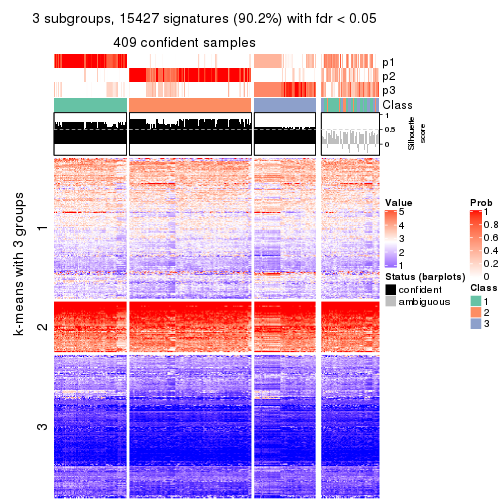 3 subgroups, 15427 signatures (90.2%) with fdr < 0.05
409 confident samples
p1
p2
p3
Class
1
0.5
0
Silhouette
score
k-means with 3 groups
1
2
3
Value
5
4
3
2
1
Status (barplots)
confident
ambiguous
Prob
1
0.8
0.6
0.4
0.2
0
Class
1
2
3